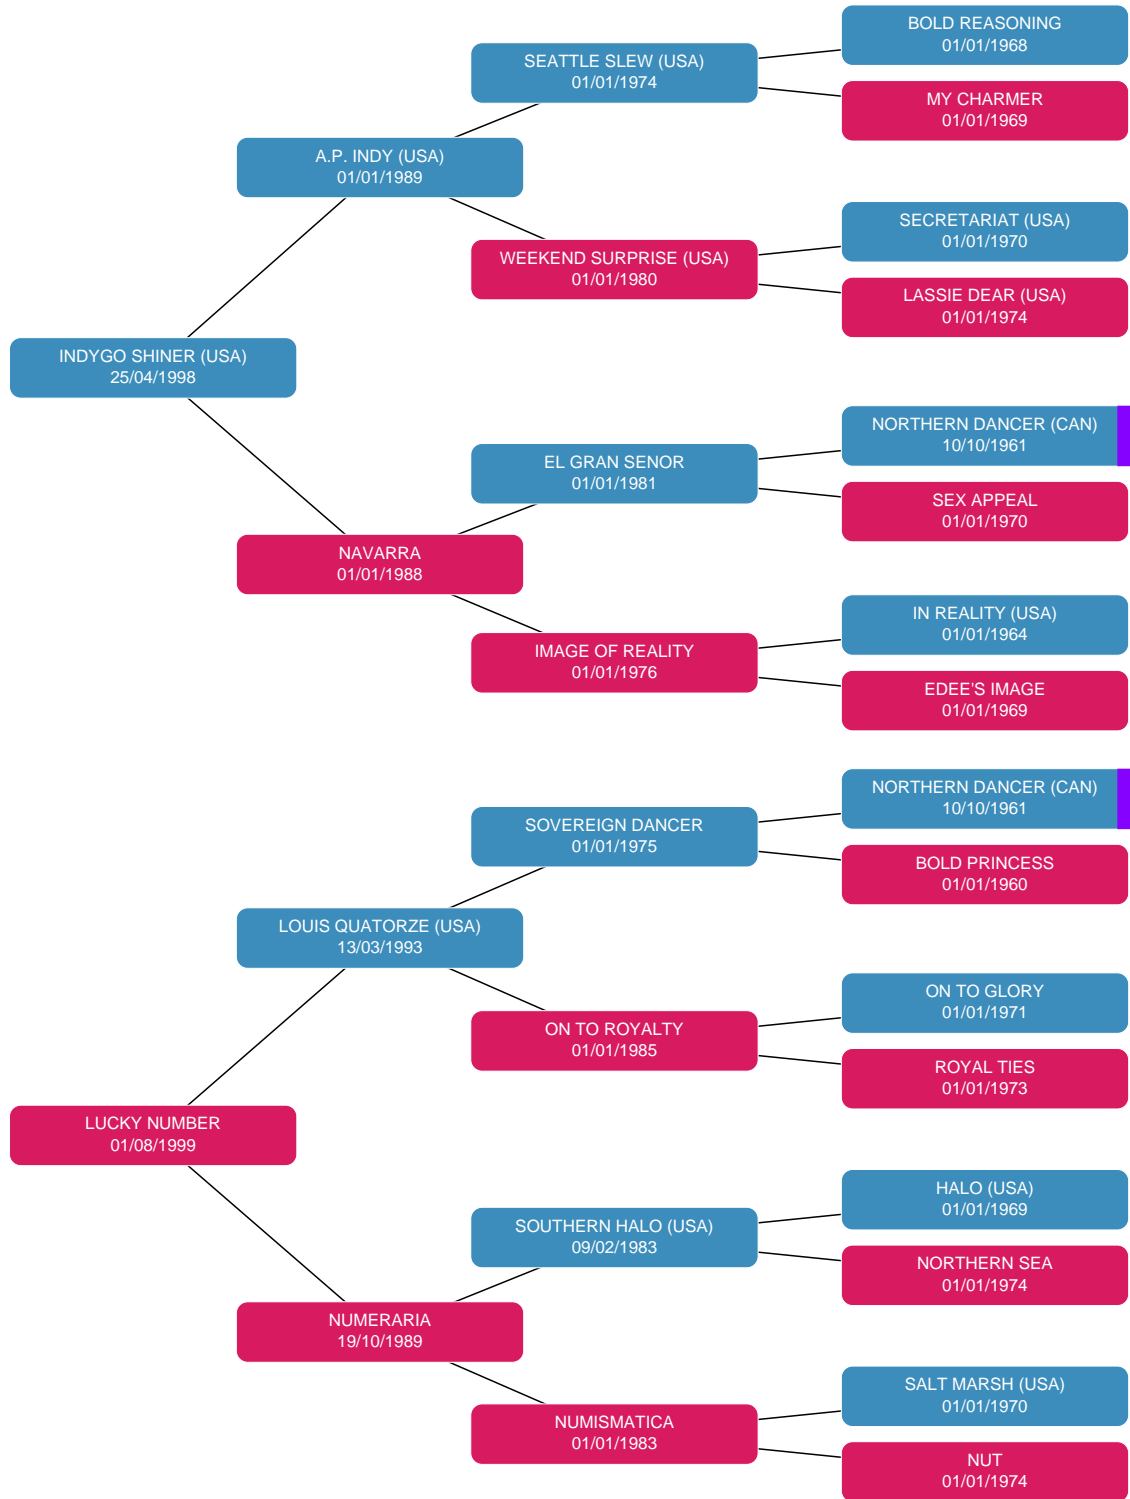 BOLD REASONING
01/01/1968
SEATTLE SLEW (USA)
01/01/1974
MY CHARMER
01/01/1969
A.P. INDY (USA)
01/01/1989
SECRETARIAT (USA)
01/01/1970
WEEKEND SURPRISE (USA)
01/01/1980
LASSIE DEAR (USA)
01/01/1974
INDYGO SHINER (USA)
25/04/1998
NORTHERN DANCER (CAN)
10/10/1961
EL GRAN SENOR
01/01/1981
SEX APPEAL
01/01/1970
NAVARRA
01/01/1988
IN REALITY (USA)
01/01/1964
IMAGE OF REALITY
01/01/1976
EDEE'S IMAGE
01/01/1969
NORTHERN DANCER (CAN)
10/10/1961
SOVEREIGN DANCER
01/01/1975
BOLD PRINCESS
01/01/1960
LOUIS QUATORZE (USA)
13/03/1993
ON TO GLORY
01/01/1971
ON TO ROYALTY
01/01/1985
ROYAL TIES
01/01/1973
LUCKY NUMBER
01/08/1999
HALO (USA)
01/01/1969
SOUTHERN HALO (USA)
09/02/1983
NORTHERN SEA
01/01/1974
NUMERARIA
19/10/1989
SALT MARSH (USA)
01/01/1970
NUMISMATICA
01/01/1983
NUT
01/01/1974